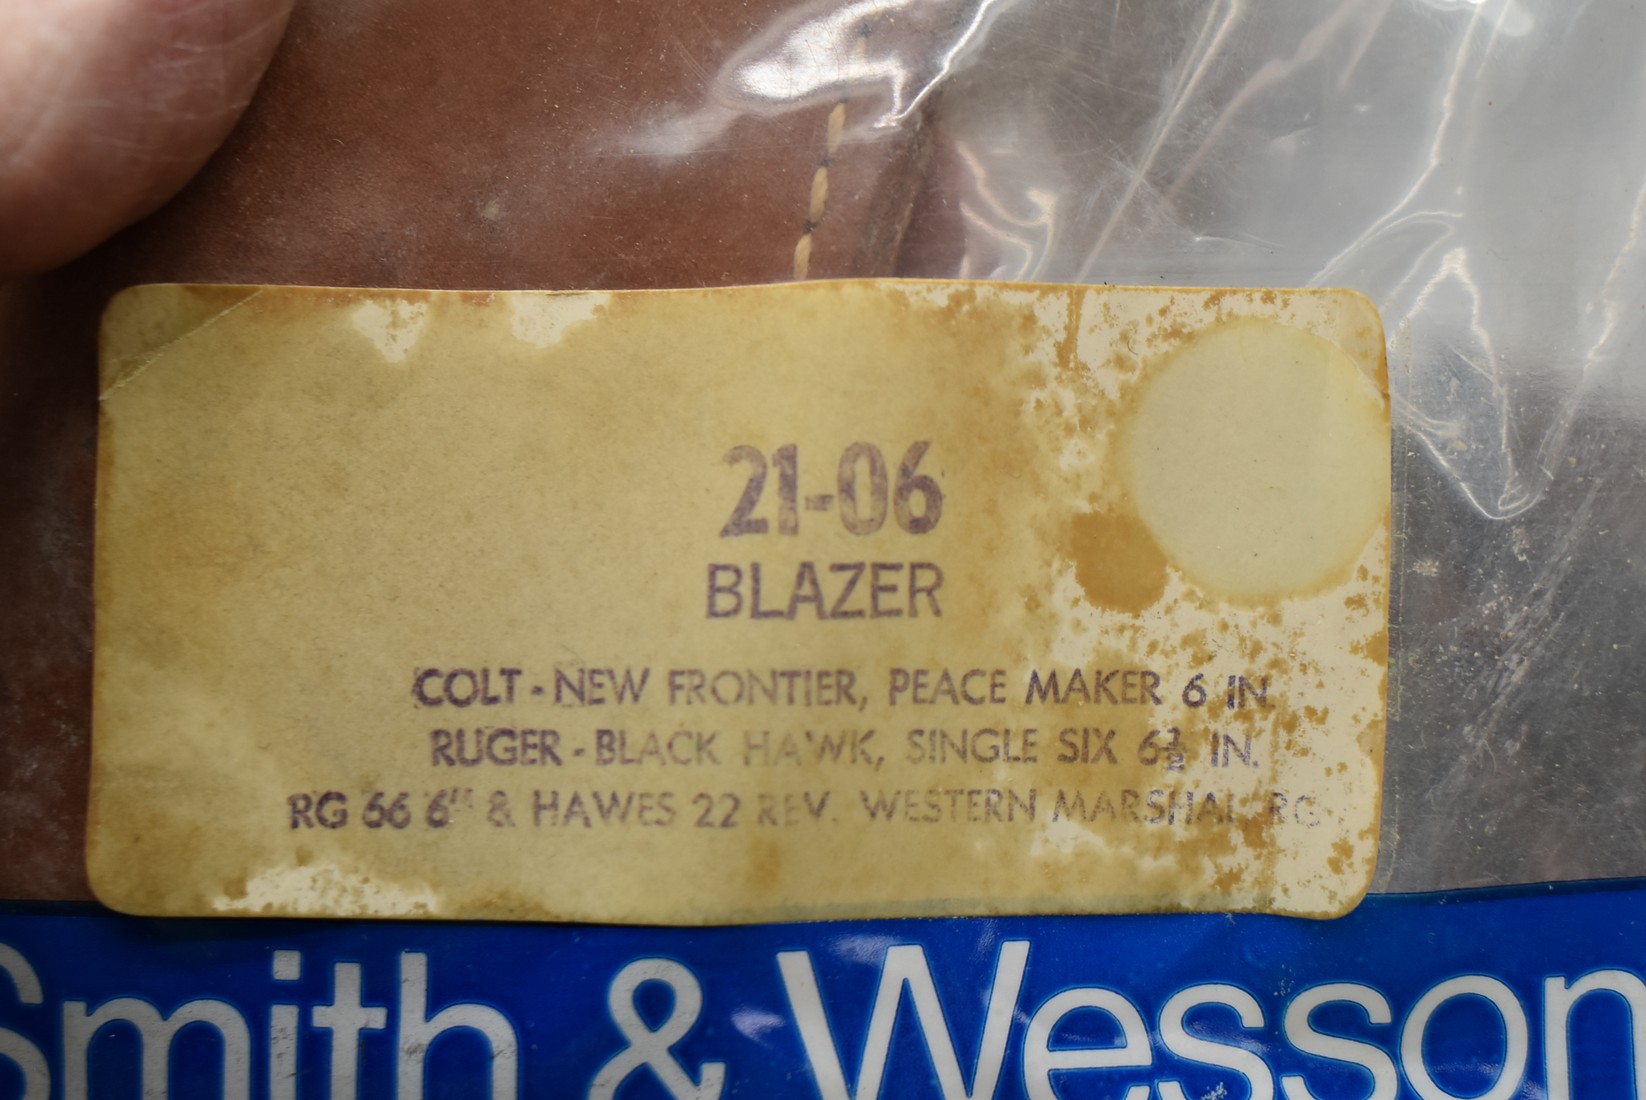 21-06
BLAZER
COLT - NEW FRONTIER, PEACE MAKER 6 IN.
RUGER - BLACK HAWK, SINGLE SIX 6½ IN.
RG 66 6" & HAWES 22 REV. WESTERN MARSHAL RG
Smith & Wesson